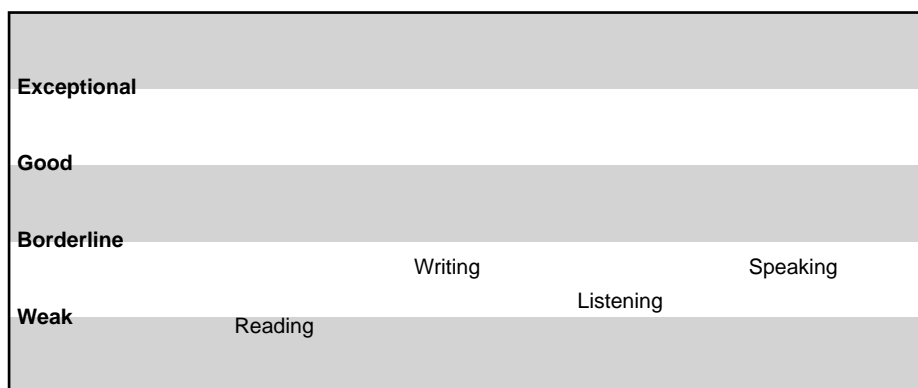 Exceptional
Good
Borderline
Writing Speaking
Listening
Weak
Reading